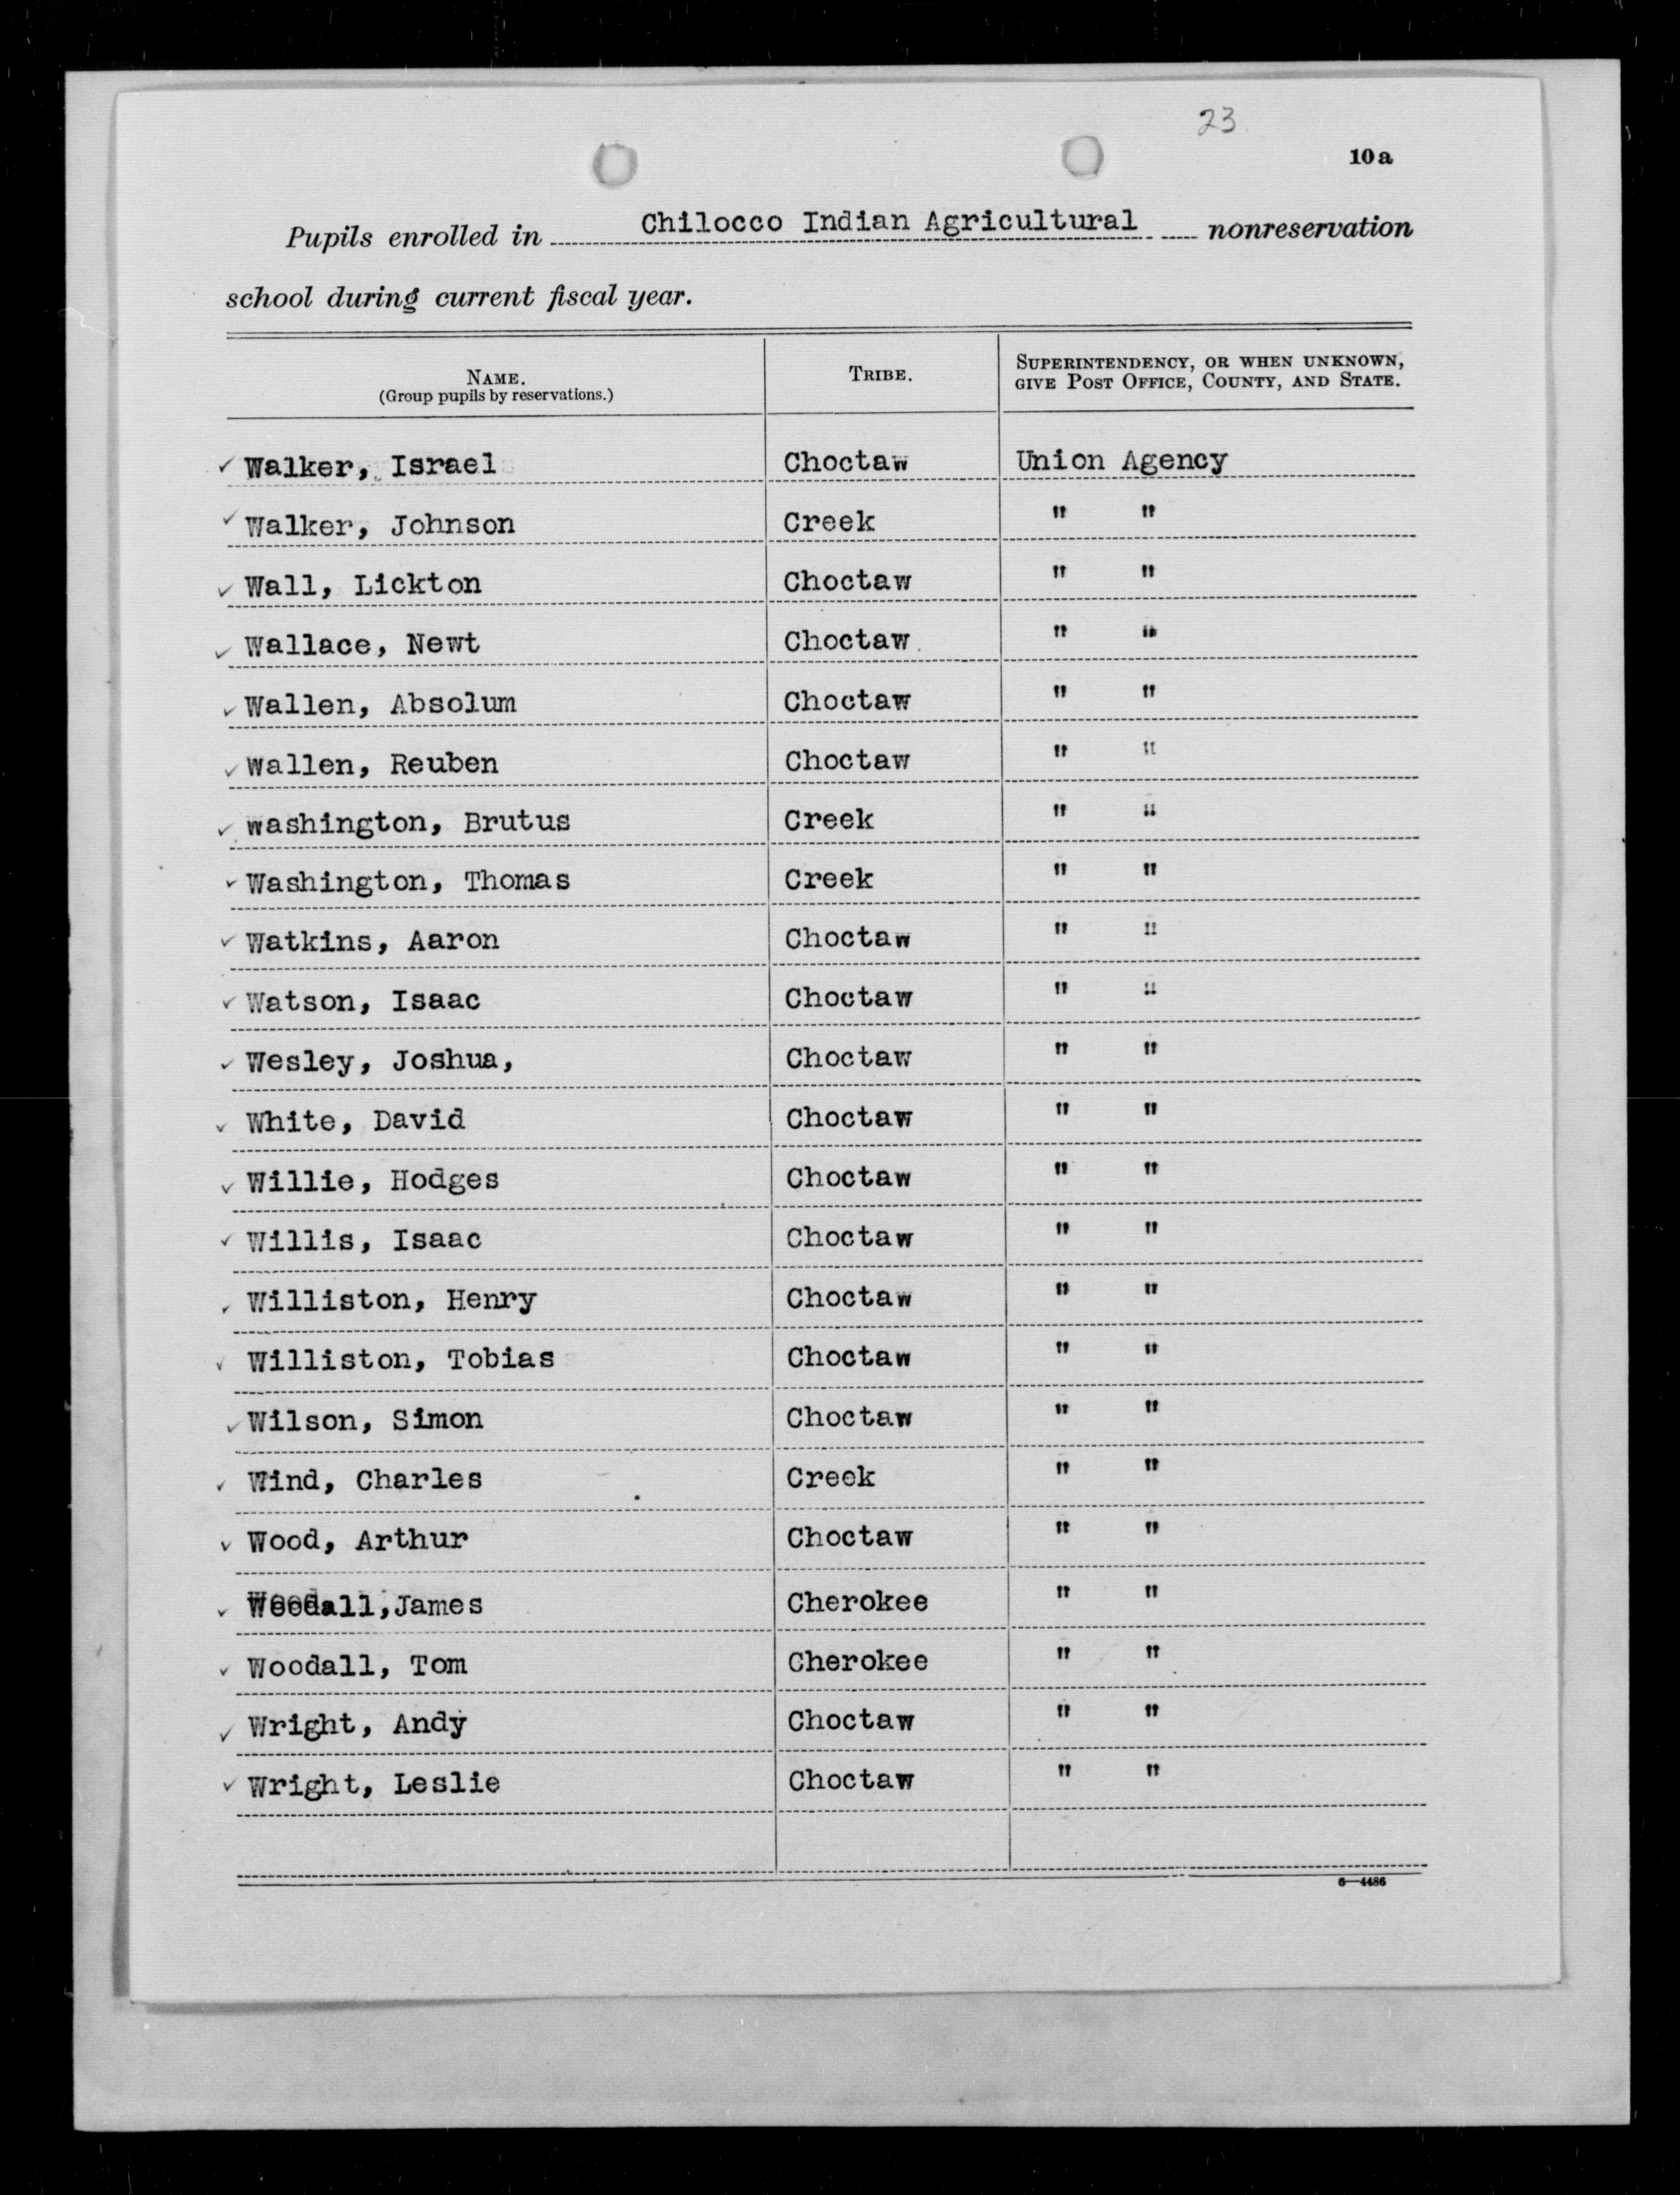 23
10 a
Pupils enrolled in Chilocco Indian Agricultural nonreservation
school during current fiscal year.
NAME. TRIBE. SUPERINTENDENCY, OR WHEN UNKNOWN,
(Group pupils by reservations.) GIVE POST OFFICE, COUNTY, AND STATE.
✓ Walker, Israel Choctaw Union Agency
✓ Walker, Johnson Creek " "
✓ Wall, Lickton Choctaw " "
✓ Wallace, Newt Choctaw " "
✓ Wallen, Absolum Choctaw " "
✓ Wallen, Reuben Choctaw " "
✓ washington, Brutus Creek " "
✓ Washington, Thomas Creek " "
✓ Watkins, Aaron Choctaw " "
✓ Watson, Isaac Choctaw " "
✓ Wesley, Joshua, Choctaw " "
✓ White, David Choctaw " "
✓ Willie, Hodges Choctaw " "
✓ Willis, Isaac Choctaw " "
✓ Williston, Henry Choctaw " "
✓ Williston, Tobias Choctaw " "
✓ Wilson, Simon Choctaw " "
✓ Wind, Charles Creek " "
✓ Wood, Arthur Choctaw " "
✓ Woodall, James Cherokee " "
✓ Woodall, Tom Cherokee " "
✓ Wright, Andy Choctaw " "
✓ Wright, Leslie Choctaw " "
6—4486